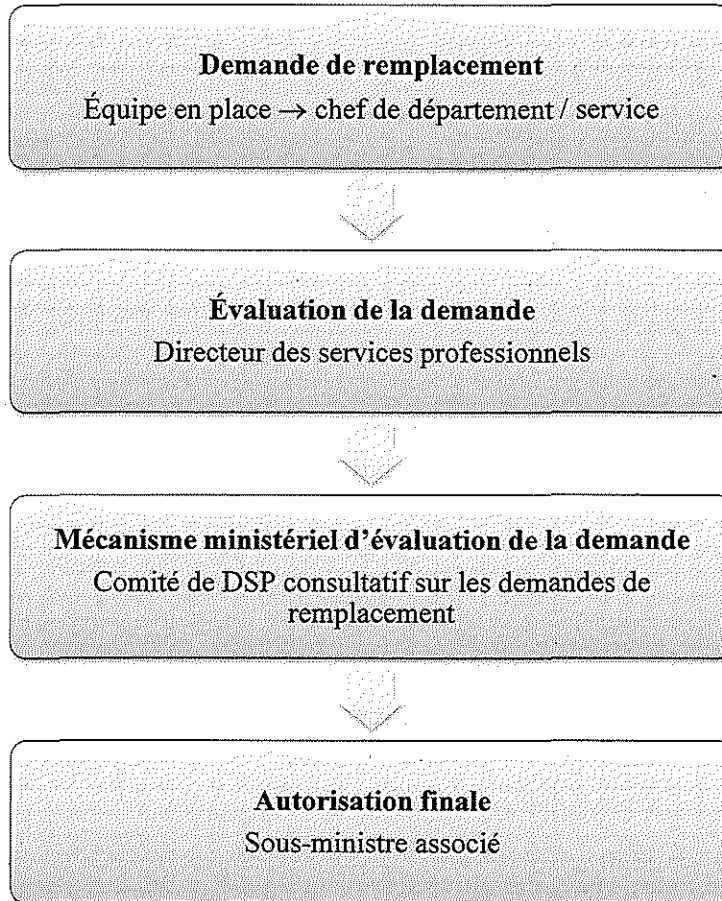 Demande de remplacement
Équipe en place → chef de département / service
Évaluation de la demande
Directeur des services professionnels
Mécanisme ministériel d'évaluation de la demande
Comité de DSP consultatif sur les demandes de
remplacement
Autorisation finale
Sous-ministre associé